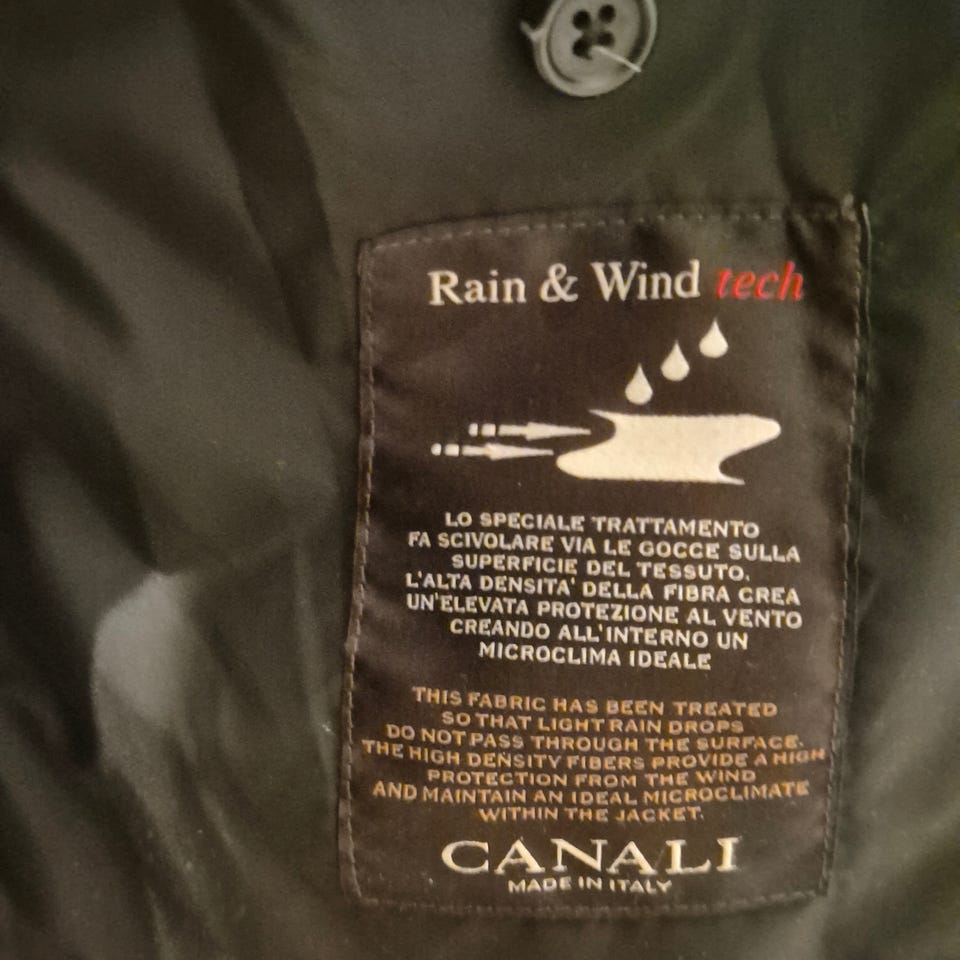 Rain & Wind tech
LO SPECIALE TRATTAMENTO
FA SCIVOLARE VIA LE GOCCE SULLA
SUPERFICIE DEL TESSUTO.
L'ALTA DENSITA' DELLA FIBRA CREA
UN'ELEVATA PROTEZIONE AL VENTO
CREANDO ALL'INTERNO UN
MICROCLIMA IDEALE
THIS FABRIC HAS BEEN TREATED
SO THAT LIGHT RAIN DROPS
DO NOT PASS THROUGH THE SURFACE.
THE HIGH DENSITY FIBERS PROVIDE A HIGH
PROTECTION FROM THE WIND
AND MAINTAIN AN IDEAL MICROCLIMATE
WITHIN THE JACKET.
CANALI
MADE IN ITALY